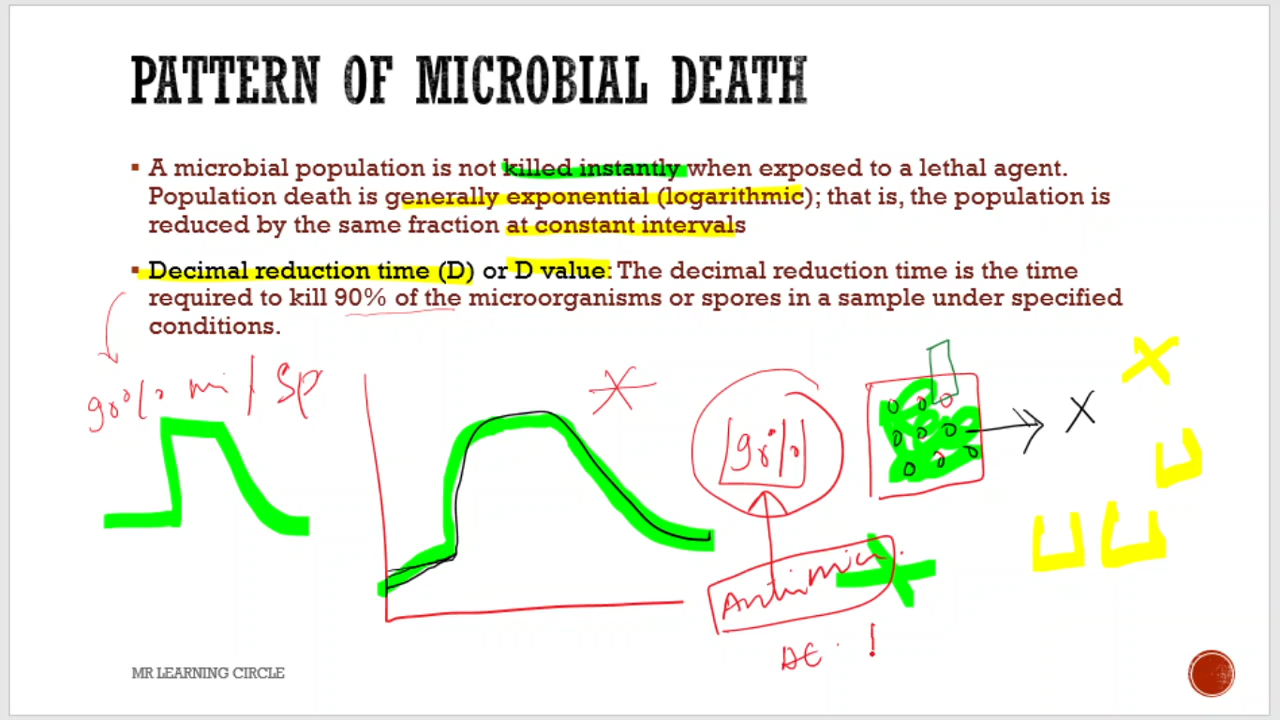 PATTERN OF MICROBIAL DEATH
▪ A microbial population is not killed instantly when exposed to a lethal agent.
Population death is generally exponential (logarithmic); that is, the population is
reduced by the same fraction at constant intervals
▪ Decimal reduction time (D) or D value: The decimal reduction time is the time
required to kill 90% of the microorganisms or spores in a sample under specified
conditions.
90% mi / SP
90%
X
X
MR LEARNING CIRCLE